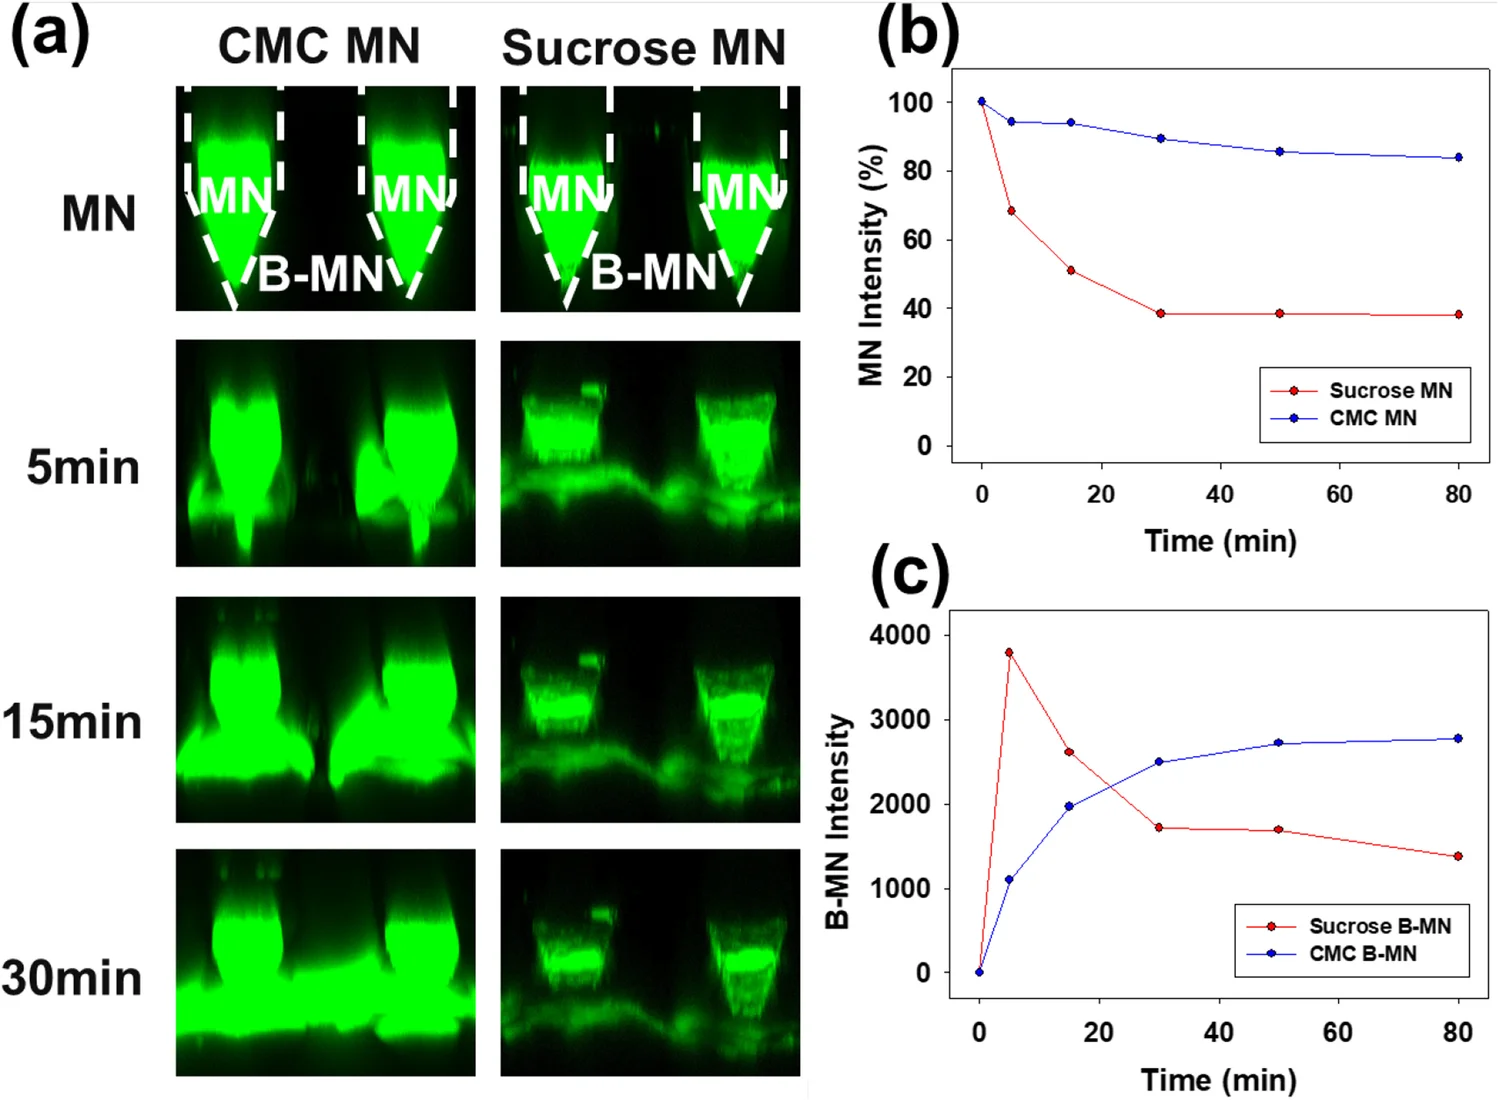 (a)
CMC MN
Sucrose MN
MN
MN
MN
B-MN
MN
MN
B-MN
5min
15min
30min
(b)
MN Intensity (%)
100
80
60
40
20
0
Sucrose MN
CMC MN
0 20 40 60 80
Time (min)
(c)
B-MN Intensity
4000
3000
2000
1000
0
Sucrose B-MN
CMC B-MN
0 20 40 60 80
Time (min)